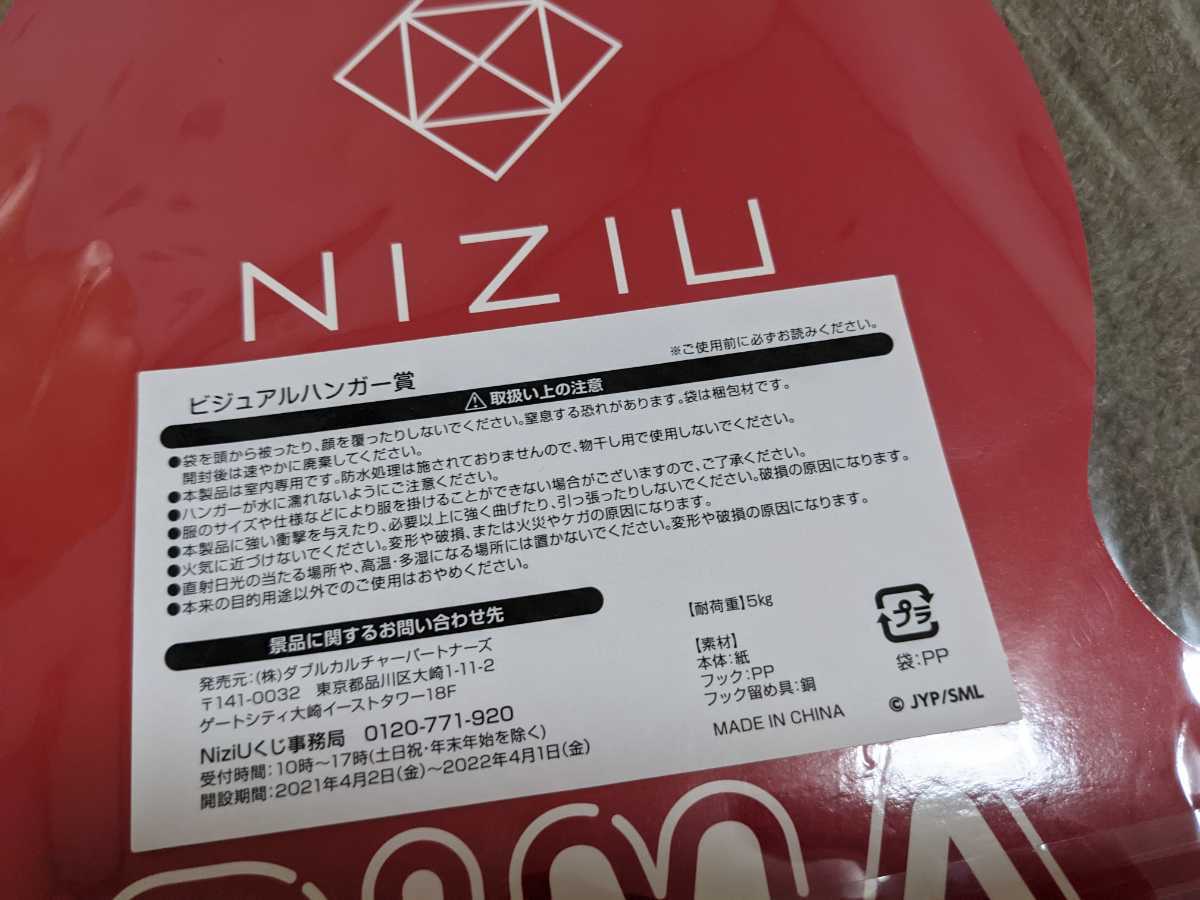 NIZIU
ビジュアルハンガー賞
※ご使用前に必ずお読みください。
取扱い上の注意
●袋を頭から被ったり、顔を覆ったりしないでください。窒息する恐れがあります。袋は梱包材です。
開封後は速やかに廃棄してください。
●本製品は室内専用です。防水処理は施されておりませんので、物干し用で使用しないでください。
●ハンガーが水に濡れないようにご注意ください。
●服のサイズや仕様などにより服を掛けることができない場合がございますので、ご了承ください。
●本製品に強い衝撃を与えたり、必要以上に強く曲げたり、引っ張ったりしないでください。破損の原因になります。
●火気に近づけないでください。変形や破損、または火災やケガの原因になります。
●直射日光の当たる場所や、高温・多湿になる場所には置かないでください。変形や破損の原因になります。
●本来の目的用途以外でのご使用はおやめください。
景品に関するお問い合わせ先
発売元：(株)ダブルカルチャーパートナーズ
〒141-0032 東京都品川区大崎1-11-2
ゲートシティ大崎イーストタワー18F
NiziUくじ事務局 0120-771-920
受付時間：10時〜17時(土日祝・年末年始を除く)
開設期間：2021年4月2日(金)〜2022年4月1日(金)
【耐荷重】5kg
【素材】
本体：紙
フック：PP
フック留め具：銅
MADE IN CHINA
プラ
袋：PP
© JYP/SML